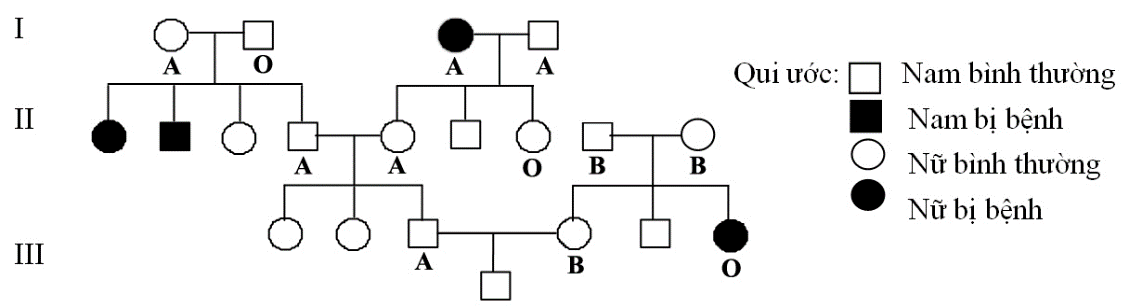 I
A O A A
Qui ước: Nam bình thường
II
Nam bị bệnh
A A O B B
Nữ bình thường
Nữ bị bệnh
III
A B O